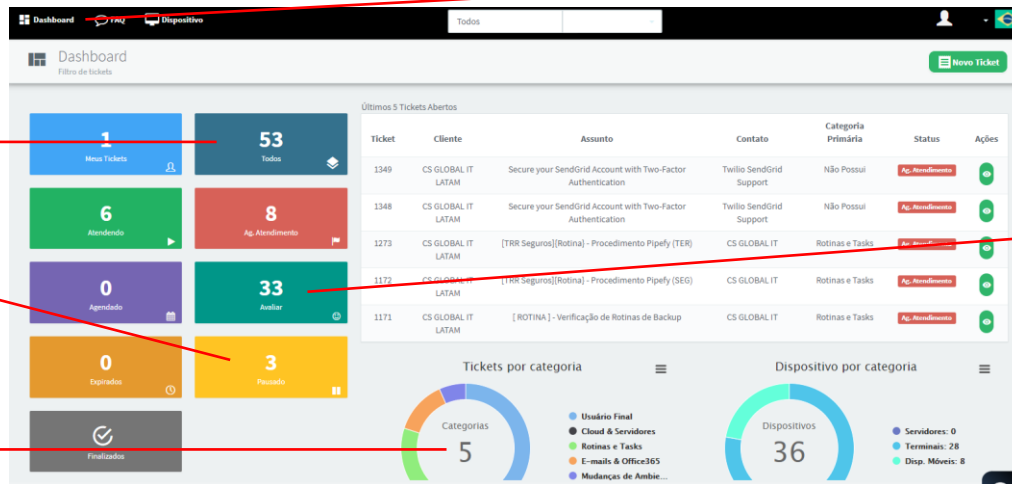 Dashboard FAQ Dispositivo Todos
Dashboard
Filtro de tickets
Novo Ticket
1
Meus Tickets
53
Todos
6
Atendendo
8
Ag. Atendimento
0
Agendado
33
Avaliar
0
Expirados
3
Pausado
Finalizados
Últimos 5 Tickets Abertos
Ticket Cliente Assunto Contato Categoria Primária Status Ações
1349 CS GLOBAL IT LATAM Secure your SendGrid Account with Two-Factor Authentication Twilio SendGrid Support Não Possui Ag. Atendimento
1348 CS GLOBAL IT LATAM Secure your SendGrid Account with Two-Factor Authentication Twilio SendGrid Support Não Possui Ag. Atendimento
1273 CS GLOBAL IT LATAM [TRR Seguros][Rotina] - Procedimento Pipefy (TER) CS GLOBAL IT Rotinas e Tasks Ag. Atendimento
1172 CS GLOBAL IT LATAM [TRR Seguros][Rotina] - Procedimento Pipefy (SEG) CS GLOBAL IT Rotinas e Tasks Ag. Atendimento
1171 CS GLOBAL IT LATAM [ ROTINA ] - Verificação de Rotinas de Backup CS GLOBAL IT Rotinas e Tasks Ag. Atendimento
Tickets por categoria
Categorias
5
Usuário Final
Cloud & Servidores
Rotinas e Tasks
E-mails & Office365
Mudanças de Ambie...
Dispositivo por categoria
Dispositivos
36
Servidores: 0
Terminais: 28
Disp. Móveis: 8